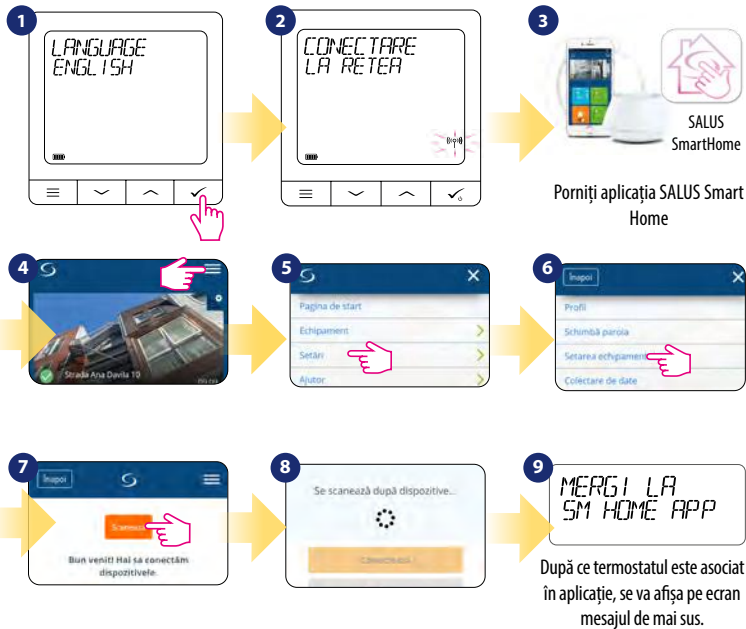 1
LANGUAGE
ENGLISH
2
CONECTARE
LA RETEA
3
SALUS
SmartHome
Porniți aplicația SALUS Smart
Home
4
Strada Ana Davila 10
5
Pagina de start
Echipament
Setări
Ajutor
6
Înapoi
Profil
Schimbă parola
Setarea echipament
Colectare de date
7
Înapoi
Bun venit! Hai sa conectăm
dispozitivele.
8
Se scanează după dispozitive...
9
MERGI LA
SM HOME APP
După ce termostatul este asociat
în aplicație, se va afișa pe ecran
mesajul de mai sus.